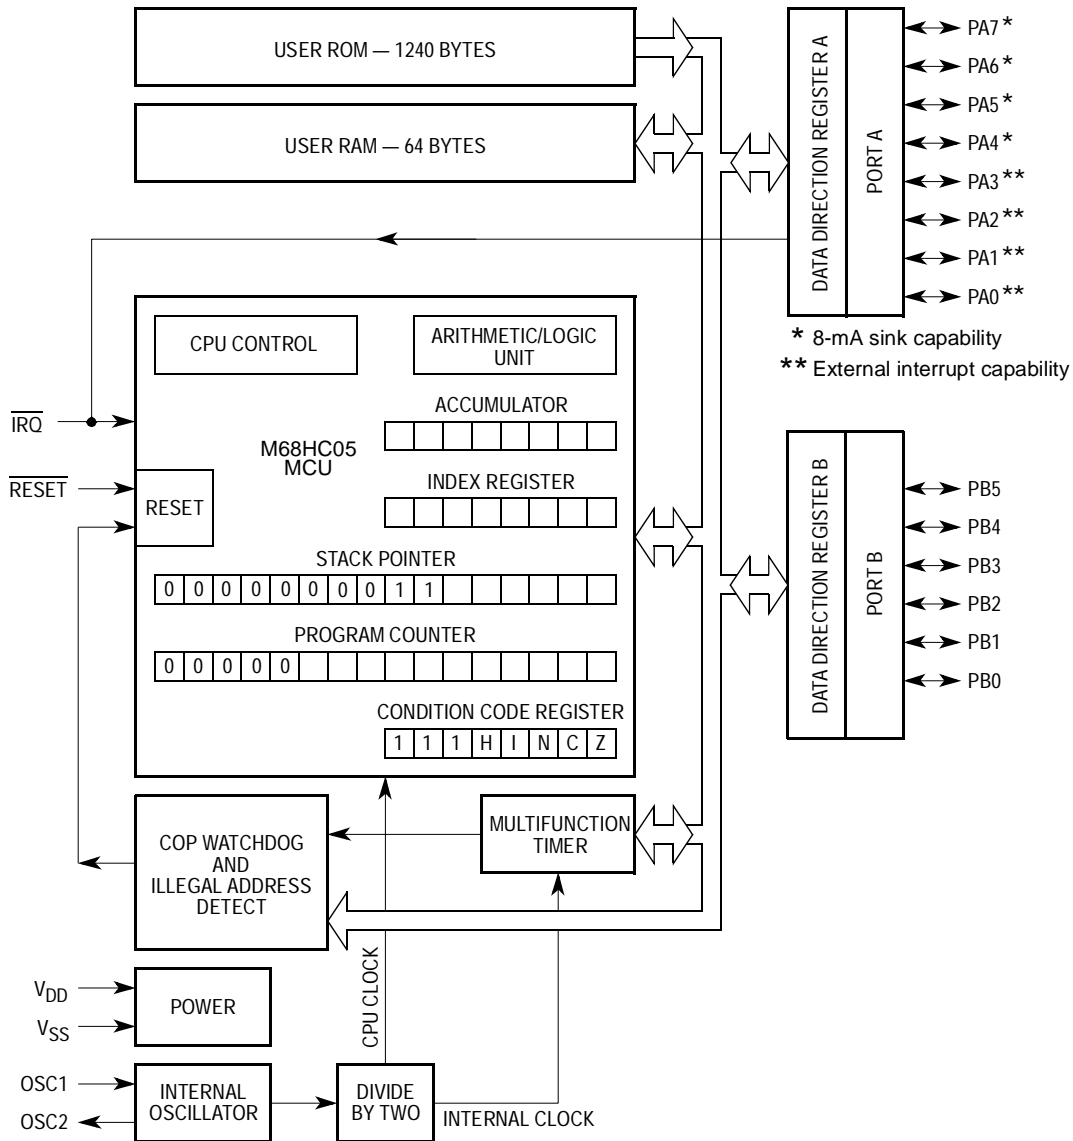 USER ROM — 1240 BYTES
USER RAM — 64 BYTES
DATA DIRECTION REGISTER A
PORT A
PA7 *
PA6 *
PA5 *
PA4 *
PA3 **
PA2 **
PA1 **
PA0 **
* 8-mA sink capability
** External interrupt capability
CPU CONTROL
ARITHMETIC/LOGIC
UNIT
ACCUMULATOR
M68HC05
MCU
INDEX REGISTER
IRQ
RESET
RESET
STACK POINTER
0 0 0 0 0 0 0 0 1 1
PROGRAM COUNTER
0 0 0 0 0
CONDITION CODE REGISTER
1 1 1 H I N C Z
DATA DIRECTION REGISTER B
PORT B
PB5
PB4
PB3
PB2
PB1
PB0
COP WATCHDOG
AND
ILLEGAL ADDRESS
DETECT
MULTIFUNCTION
TIMER
CPU CLOCK
VDD
VSS
POWER
OSC1
OSC2
INTERNAL
OSCILLATOR
DIVIDE
BY TWO
INTERNAL CLOCK